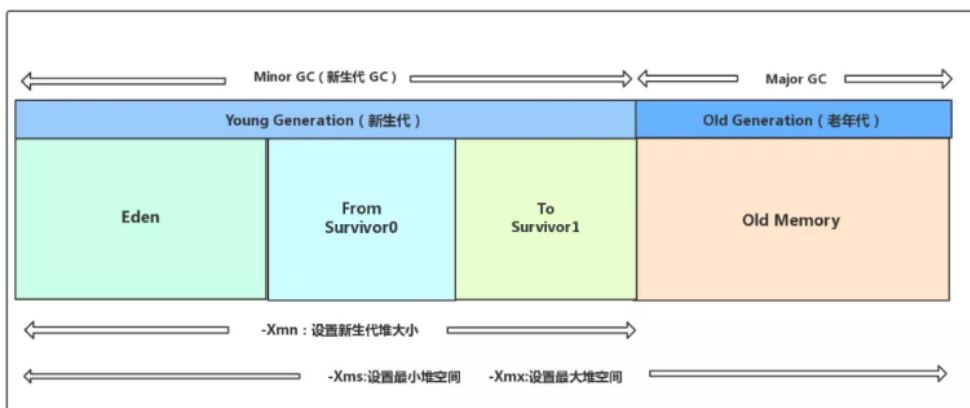 Minor GC（新生代 GC） Major GC
Young Generation（新生代） Old Generation（老年代）
Eden
From
Survivor0
To
Survivor1
Old Memory
-Xmn：设置新生代堆大小
-Xms:设置最小堆空间 -Xmx:设置最大堆空间